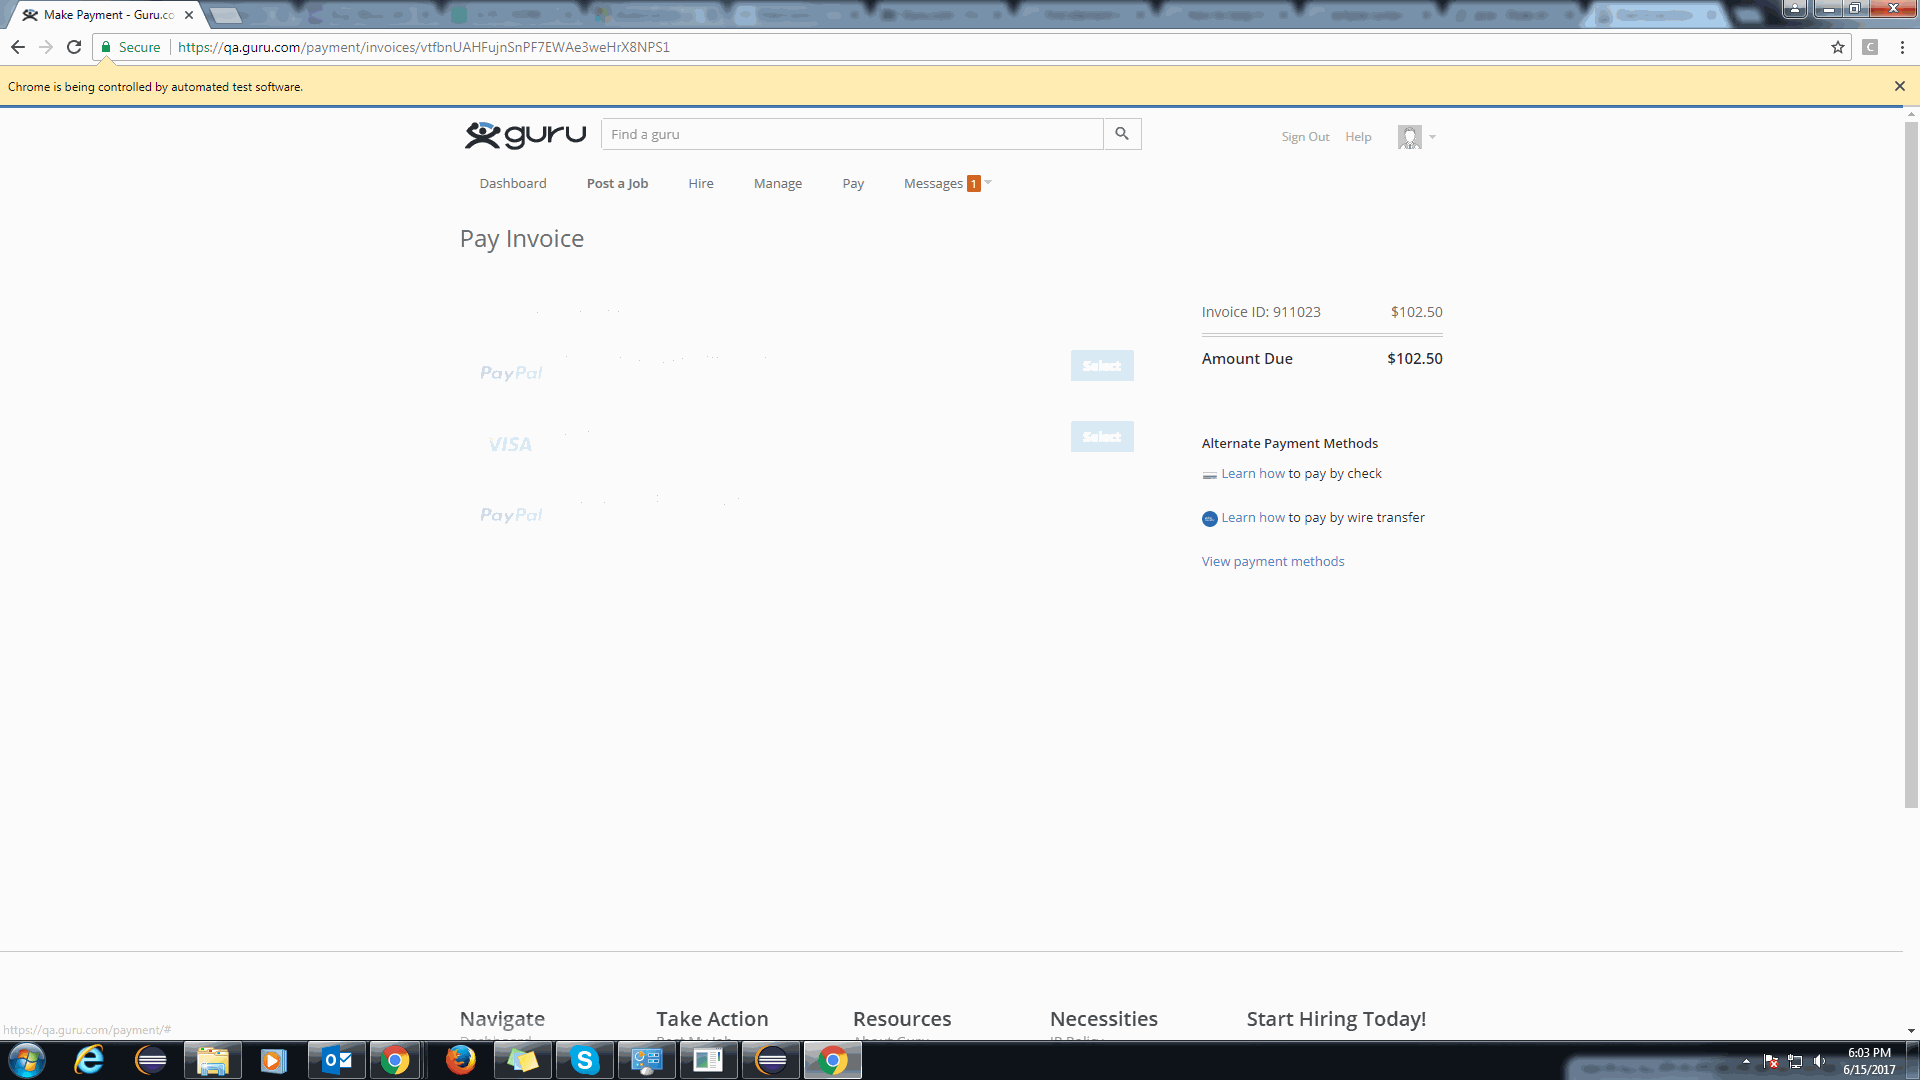 Make Payment - Guru.co
Secure
https://qa.guru.com/payment/invoices/vtfbnUAHFujnSnPF7EWAe3weHrX8NPS1
C
Chrome is being controlled by automated test software.
guru
Find a guru
Sign Out
Help
Dashboard
Post a Job
Hire
Manage
Pay
Messages 1
Pay Invoice
Invoice ID: 911023
$102.50
Amount Due
$102.50
PayPal
Select
VISA
Select
PayPal
Alternate Payment Methods
Learn how to pay by check
Learn how to pay by wire transfer
View payment methods
Navigate
Take Action
Resources
Necessities
Start Hiring Today!
https://qa.guru.com/payment/#
6:03 PM
6/15/2017